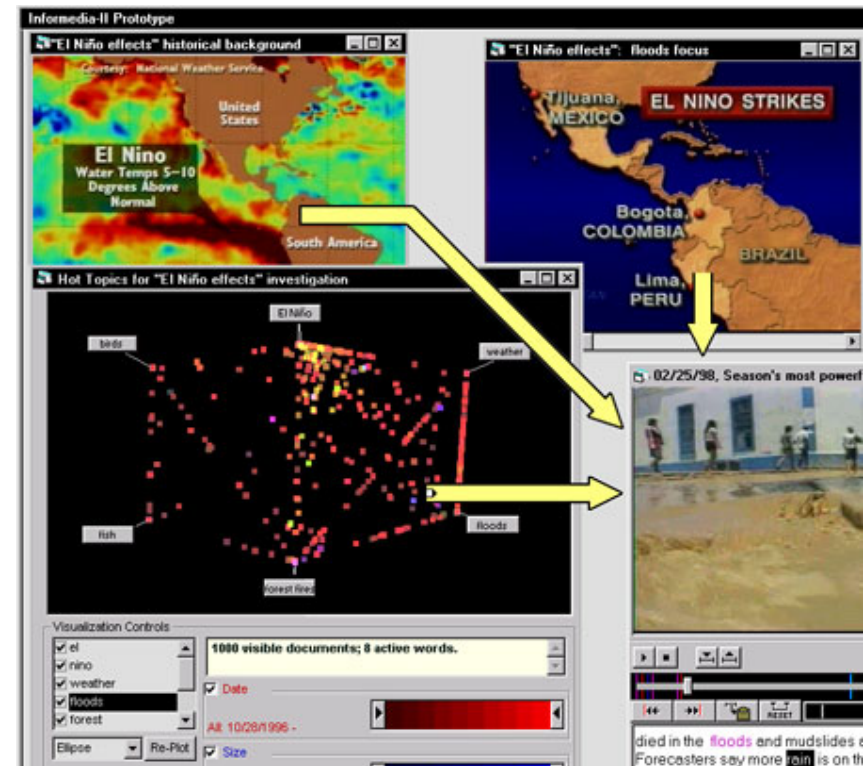 Informedia-II Prototype
"El Niño effects" historical background
Courtesy: National Weather Service
United
States
El Nino
Water Temps 5-10
Degrees Above
Normal
South America
"El Niño effects": floods focus
Tijuana,
MEXICO
EL NINO STRIKES
Bogota,
COLOMBIA
BRAZIL
Lima,
PERU
Hot Topics for "El Niño effects" investigation
El Niño
birds
weather
fish
floods
forest fires
02/25/98, Season's most powerf
Visualization Controls
el
nino
weather
floods
forest
Ellipse
Re-Plot
1000 visible documents; 8 active words.
Date
All: 10/28/1996 -
Size
RESET
died in the floods and mudslides a
Forecasters say more rain is on th